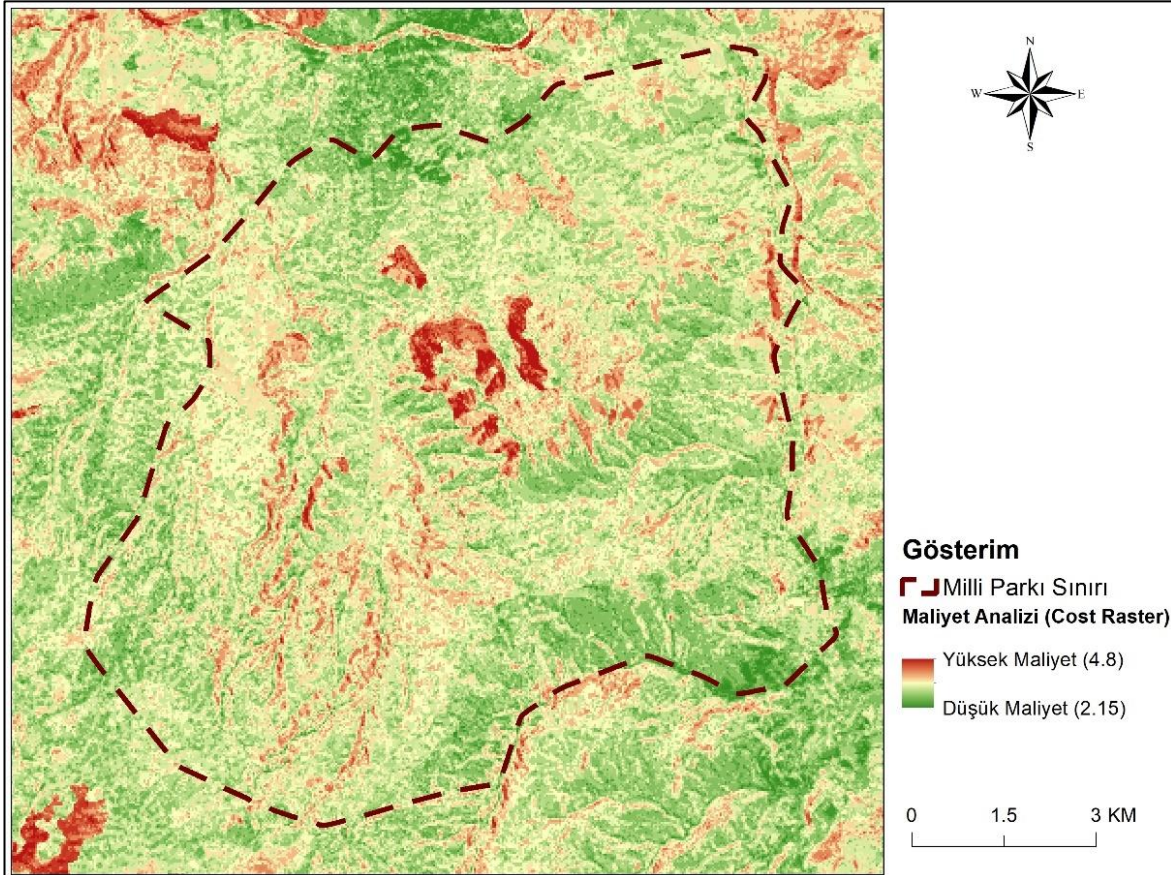 N
W E
S
Gösterim
Milli Parkı Sınırı
Maliyet Analizi (Cost Raster)
Yüksek Maliyet (4.8)
Düşük Maliyet (2.15)
0 1.5 3 KM